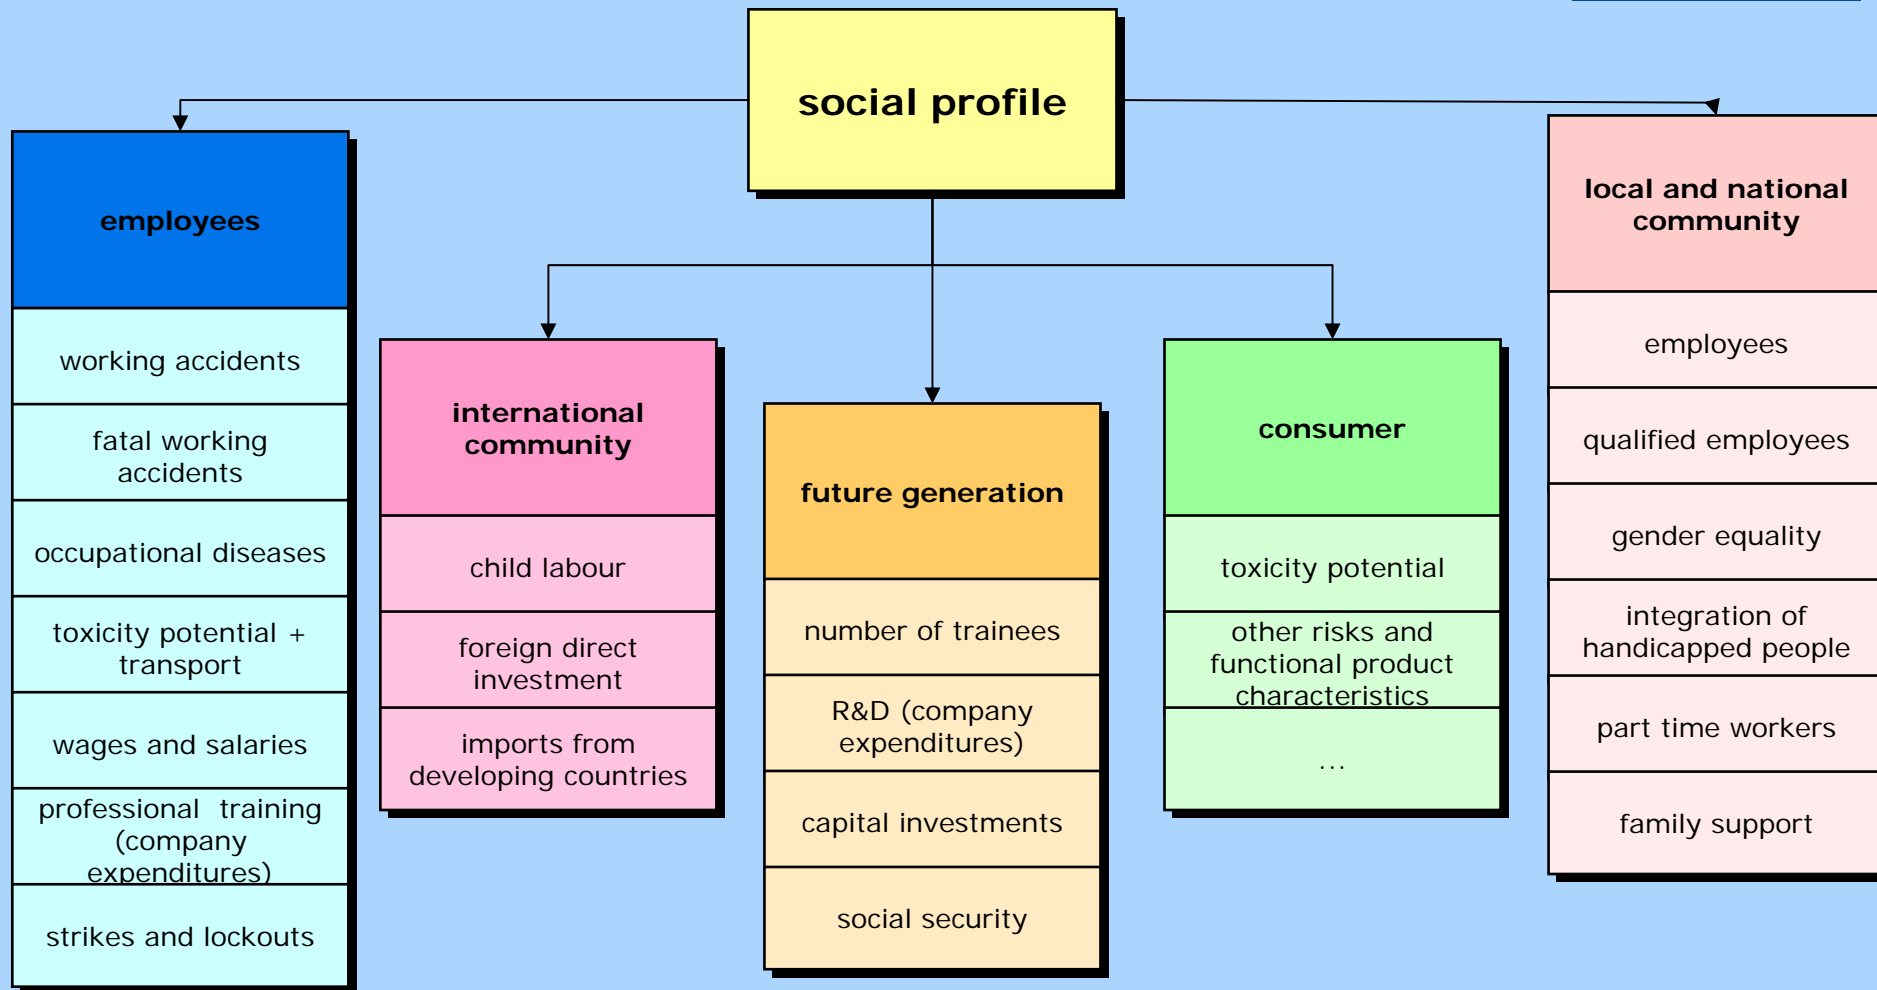 social profile
employees
working accidents
fatal working
accidents
occupational diseases
toxicity potential +
transport
wages and salaries
professional training
(company
expenditures)
strikes and lockouts
international
community
child labour
foreign direct
investment
imports from
developing countries
future generation
number of trainees
R&D (company
expenditures)
capital investments
social security
consumer
toxicity potential
other risks and
functional product
characteristics
...
local and national
community
employees
qualified employees
gender equality
integration of
handicapped people
part time workers
family support